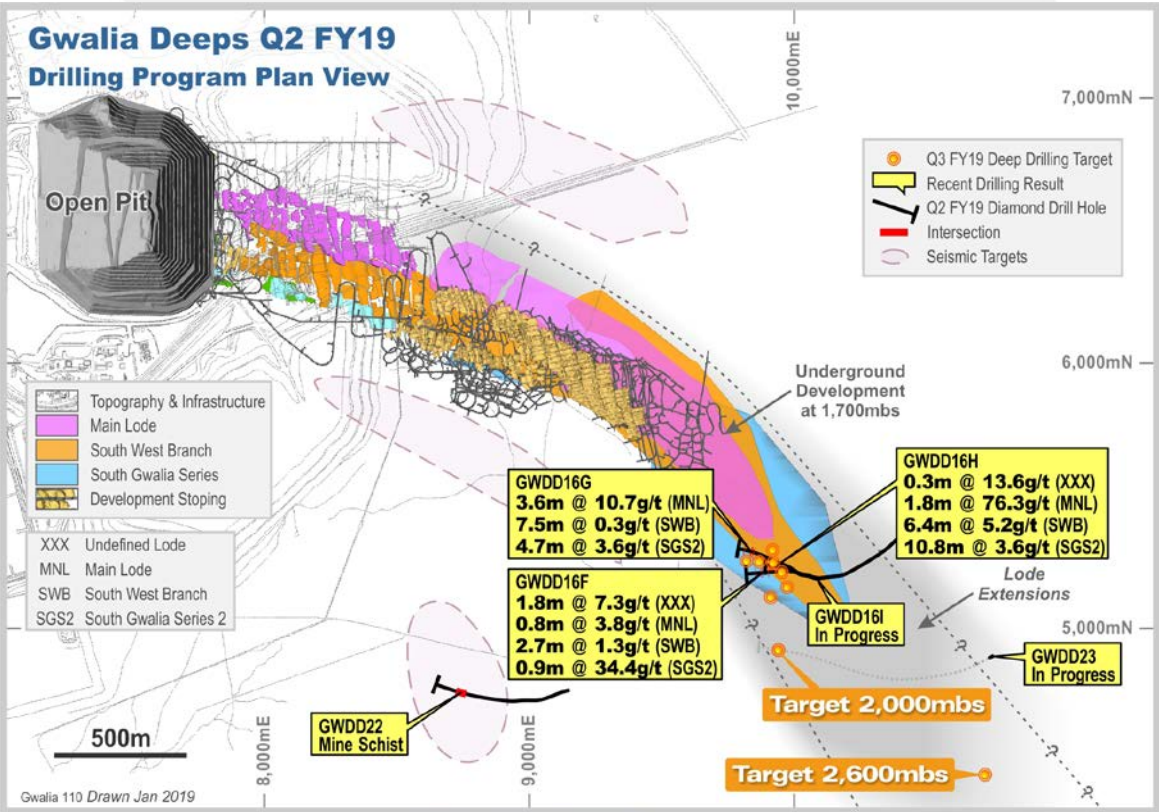 Gwalia Deeps Q2 FY19
Drilling Program Plan View
10,000mE
7,000mN
Open Pit
Q3 FY19 Deep Drilling Target
Recent Drilling Result
Q2 FY19 Diamond Drill Hole
Intersection
Seismic Targets
?
?
6,000mN
Underground
Development
at 1,700mbs
Topography & Infrastructure
Main Lode
South West Branch
South Gwalia Series
Development Stoping
XXX Undefined Lode
MNL Main Lode
SWB South West Branch
SGS2 South Gwalia Series 2
GWDD16G
3.6m @ 10.7g/t (MNL)
7.5m @ 0.3g/t (SWB)
4.7m @ 3.6g/t (SGS2)
GWDD16H
0.3m @ 13.6g/t (XXX)
1.8m @ 76.3g/t (MNL)
6.4m @ 5.2g/t (SWB)
10.8m @ 3.6g/t (SGS2)
GWDD16F
1.8m @ 7.3g/t (XXX)
0.8m @ 3.8g/t (MNL)
2.7m @ 1.3g/t (SWB)
0.9m @ 34.4g/t (SGS2)
Lode
Extensions
GWDD16I
In Progress
5,000mN
?
?
GWDD23
In Progress
Target 2,000mbs
GWDD22
Mine Schist
8,000mE
9,000mE
500m
?
Target 2,600mbs
?
Gwalia 110 Drawn Jan 2019